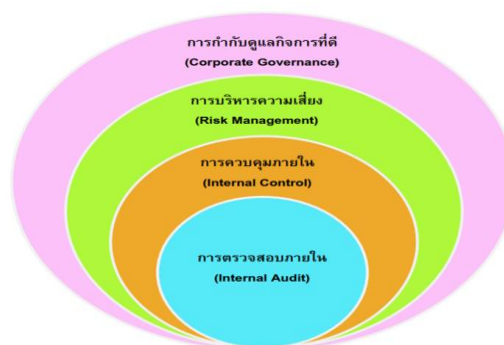 การกำกับดูแลกิจการที่ดี
(Corporate Governance)
การบริหารความเสี่ยง
(Risk Management)
การควบคุมภายใน
(Internal Control)
การตรวจสอบภายใน
(Internal Audit)